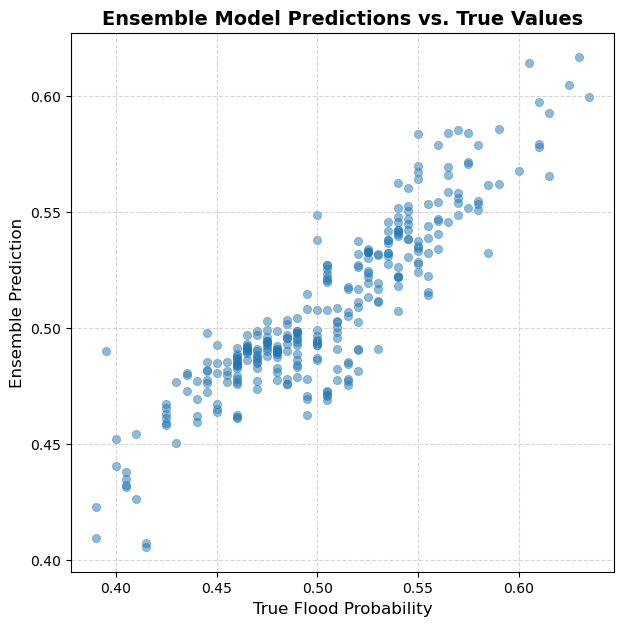 Ensemble Model Predictions vs. True Values
Ensemble Prediction
0.60
0.55
0.50
0.45
0.40
0.40 0.45 0.50 0.55 0.60
True Flood Probability